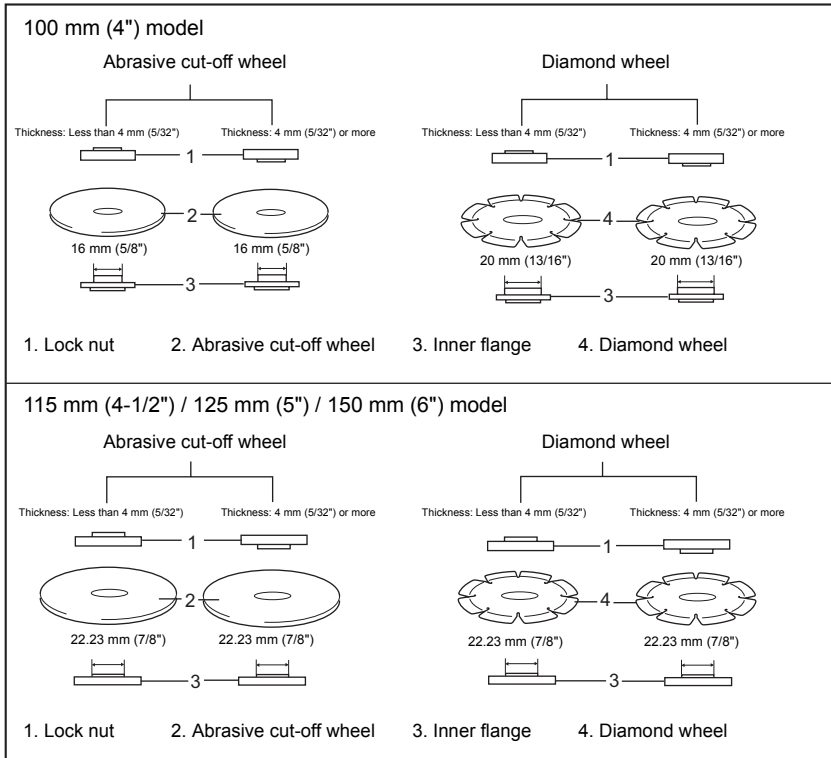 100 mm (4") model
Abrasive cut-off wheel Diamond wheel
Thickness: Less than 4 mm (5/32") Thickness: 4 mm (5/32") or more Thickness: Less than 4 mm (5/32") Thickness: 4 mm (5/32") or more
1 1
2 4
16 mm (5/8") 16 mm (5/8") 20 mm (13/16") 20 mm (13/16")
3 3
1. Lock nut 2. Abrasive cut-off wheel 3. Inner flange 4. Diamond wheel
115 mm (4-1/2") / 125 mm (5") / 150 mm (6") model
Abrasive cut-off wheel Diamond wheel
Thickness: Less than 4 mm (5/32") Thickness: 4 mm (5/32") or more Thickness: Less than 4 mm (5/32") Thickness: 4 mm (5/32") or more
1 1
2 4
22.23 mm (7/8") 22.23 mm (7/8") 22.23 mm (7/8") 22.23 mm (7/8")
3 3
1. Lock nut 2. Abrasive cut-off wheel 3. Inner flange 4. Diamond wheel